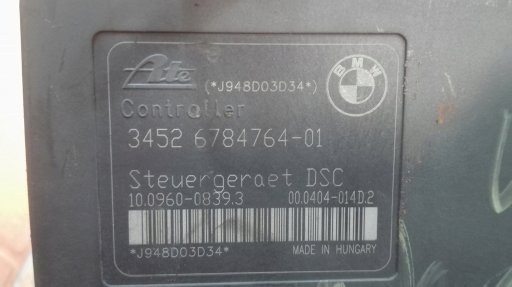 Ate (*J948D03D34*) BMW
Controller
3452 6784764-01
Steuergeraet DSC
10.0960-0839.3 00.0404-014D.2
*J948D03D34* MADE IN HUNGARY